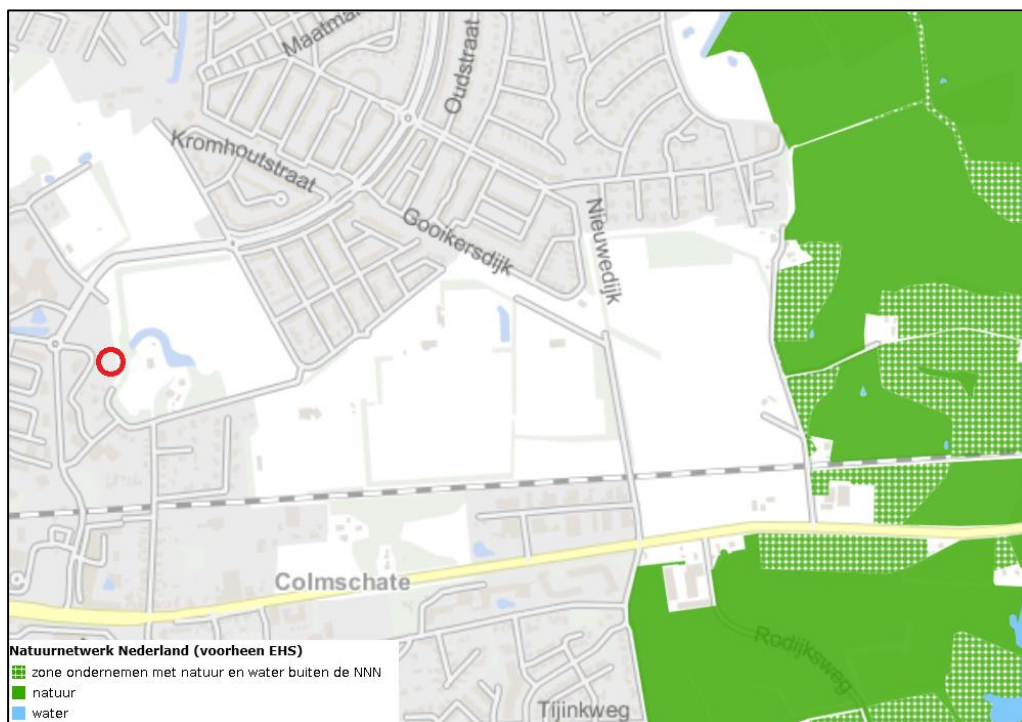 Maatman
Oudstraat
Kromhoutstraat
Gooikersdijk
Nieuwedijk
Colmschate
Rodijksweg
Tijinkweg
Natuurnetwerk Nederland (voorheen EHS)
zone ondernemen met natuur en water buiten de NNN
natuur
water